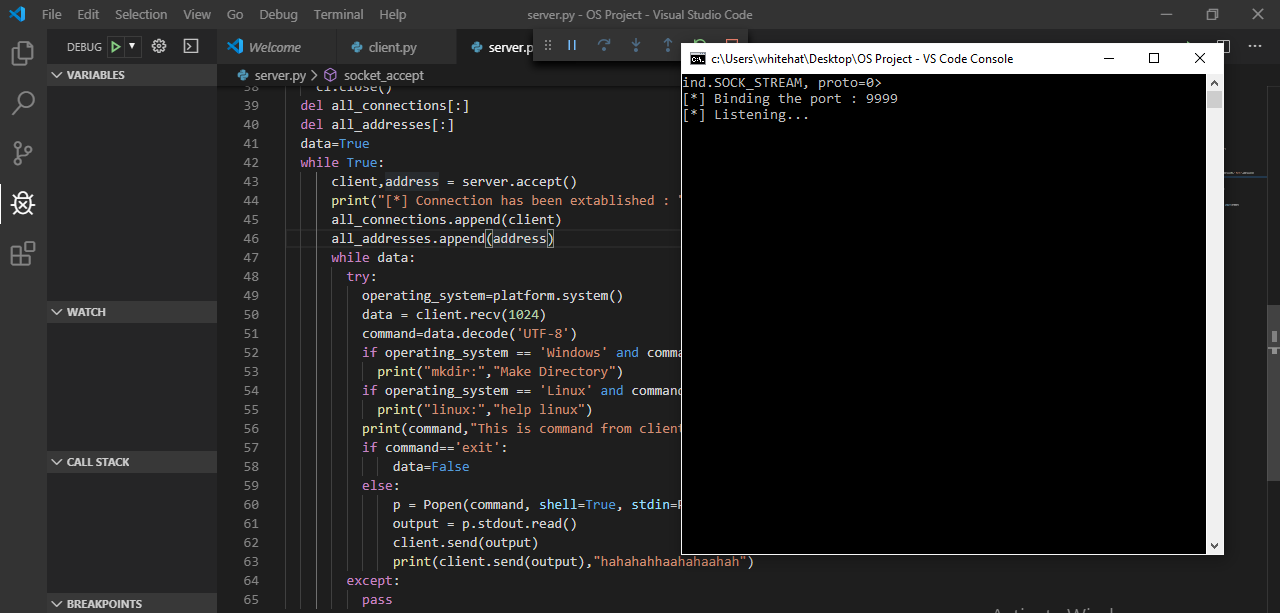 File Edit Selection View Go Debug Terminal Help
server.py - OS Project - Visual Studio Code
DEBUG
Welcome
client.py
server.p
server.py > socket_accept
VARIABLES
WATCH
CALL STACK
BREAKPOINTS
38 cl.close()
39 del all_connections[:]
40 del all_addresses[:]
41 data=True
42 while True:
43 client,address = server.accept()
44 print("[*] Connection has been extablished : "
45 all_connections.append(client)
46 all_addresses.append(address)
47 while data:
48 try:
49 operating_system=platform.system()
50 data = client.recv(1024)
51 command=data.decode('UTF-8')
52 if operating_system == 'Windows' and comma
53 print("mkdir:","Make Directory")
54 if operating_system == 'Linux' and command
55 print("linux:","help linux")
56 print(command,"This is command from client
57 if command=='exit':
58 data=False
59 else:
60 p = Popen(command, shell=True, stdin=P
61 output = p.stdout.read()
62 client.send(output)
63 print(client.send(output),"hahahahhaahahaahah")
64 except:
65 pass
c:\Users\whitehat\Desktop\OS Project - VS Code Console
ind.SOCK_STREAM, proto=0>
[*] Binding the port : 9999
[*] Listening...